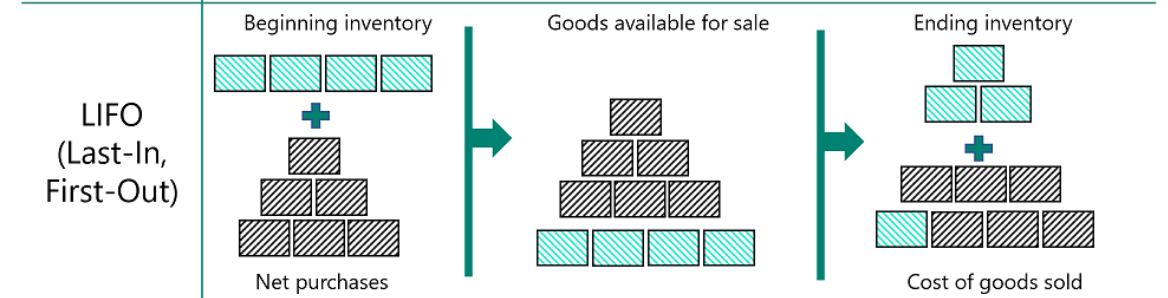 Beginning inventory
Goods available for sale
Ending inventory
LIFO
(Last-In,
First-Out)
Net purchases
Cost of goods sold